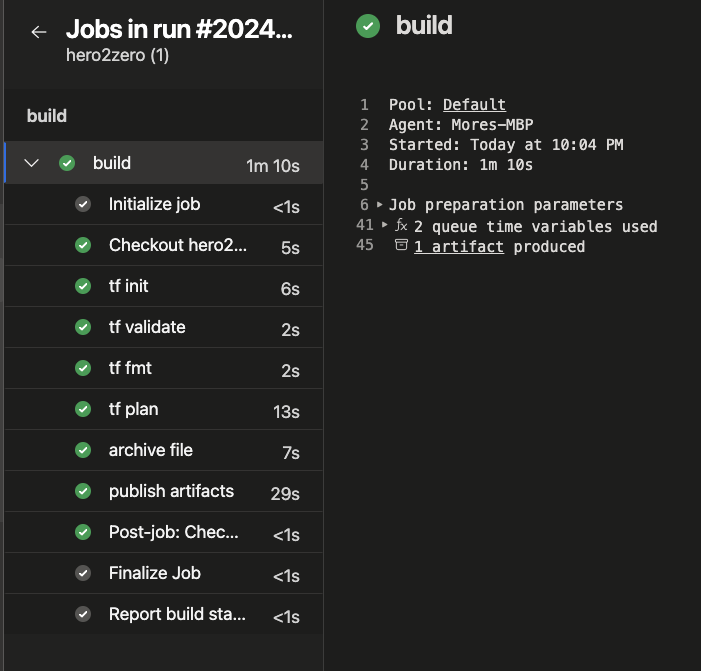 Jobs in run #2024...
hero2zero (1)
build
build 1m 10s
Initialize job <1s
Checkout hero2... 5s
tf init 6s
tf validate 2s
tf fmt 2s
tf plan 13s
archive file 7s
publish artifacts 29s
Post-job: Chec... <1s
Finalize Job <1s
Report build sta... <1s
build
1 Pool: Default
2 Agent: Mores-MBP
3 Started: Today at 10:04 PM
4 Duration: 1m 10s
5
6 Job preparation parameters
41 fx 2 queue time variables used
45 1 artifact produced